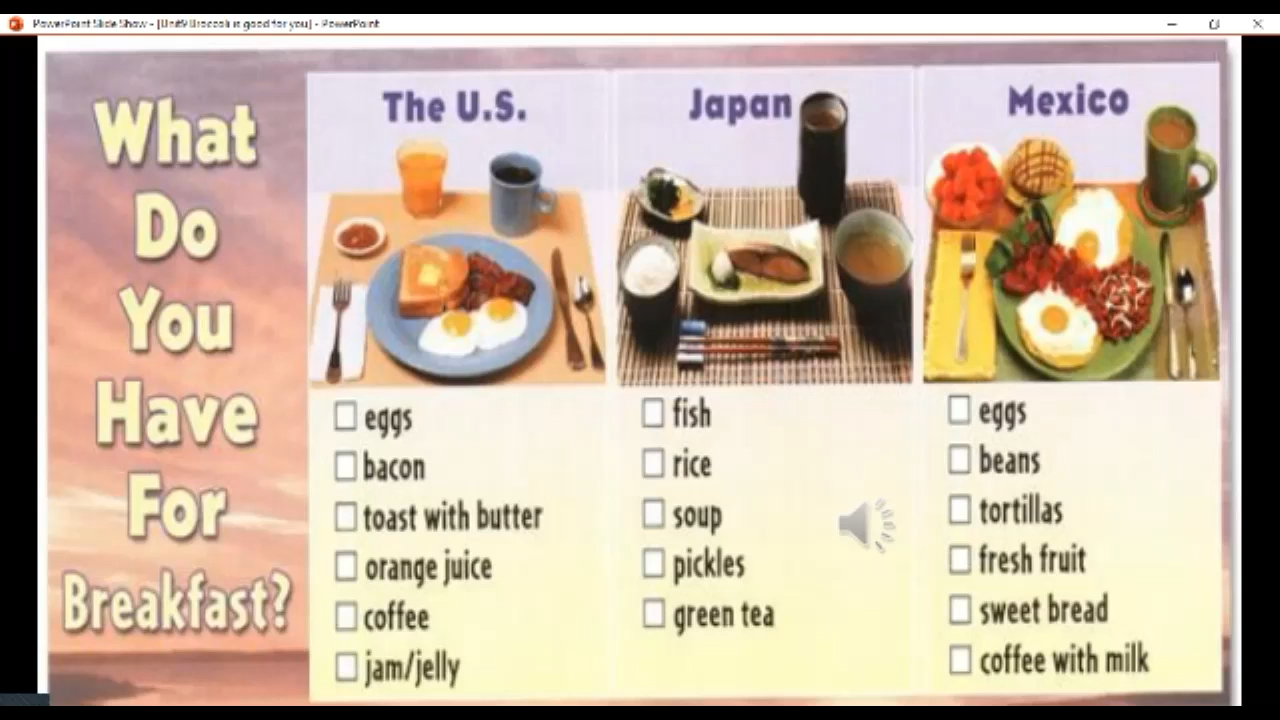 PowerPoint Slide Show - [Unit9 Broccoli is good for you] - PowerPoint
What
Do
You
Have
For
Breakfast?
The U.S.
eggs
bacon
toast with butter
orange juice
coffee
jam/jelly
Japan
fish
rice
soup
pickles
green tea
Mexico
eggs
beans
tortillas
fresh fruit
sweet bread
coffee with milk